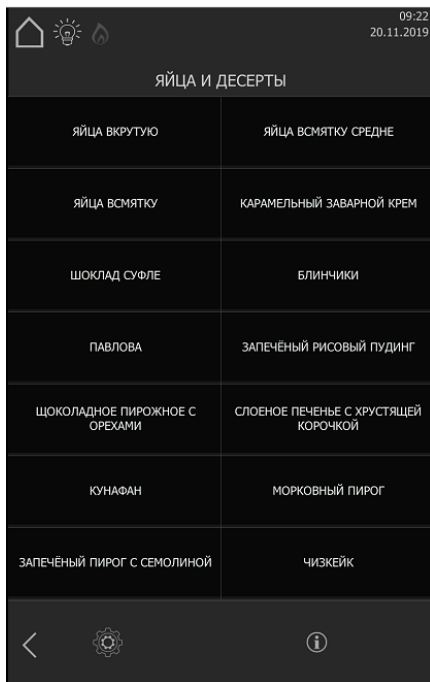 09:22
20.11.2019
ЯЙЦА И ДЕСЕРТЫ
ЯЙЦА ВКРУТУЮ
ЯЙЦА ВСМЯТКУ СРЕДНЕ
ЯЙЦА ВСМЯТКУ
КАРАМЕЛЬНЫЙ ЗАВАРНОЙ КРЕМ
ШОКЛАД СУФЛЕ
БЛИНЧИКИ
ПАВЛОВА
ЗАПЕЧЁНЫЙ РИСОВЫЙ ПУДИНГ
ЩОКОЛАДНОЕ ПИРОЖНОЕ С
ОРЕХАМИ
СЛОЕНОЕ ПЕЧЕНЬЕ С ХРУСТЯЩЕЙ
КОРОЧКОЙ
КУНАФАН
МОРКОВНЫЙ ПИРОГ
ЗАПЕЧЁНЫЙ ПИРОГ С СЕМОЛИНОЙ
ЧИЗКЕЙК